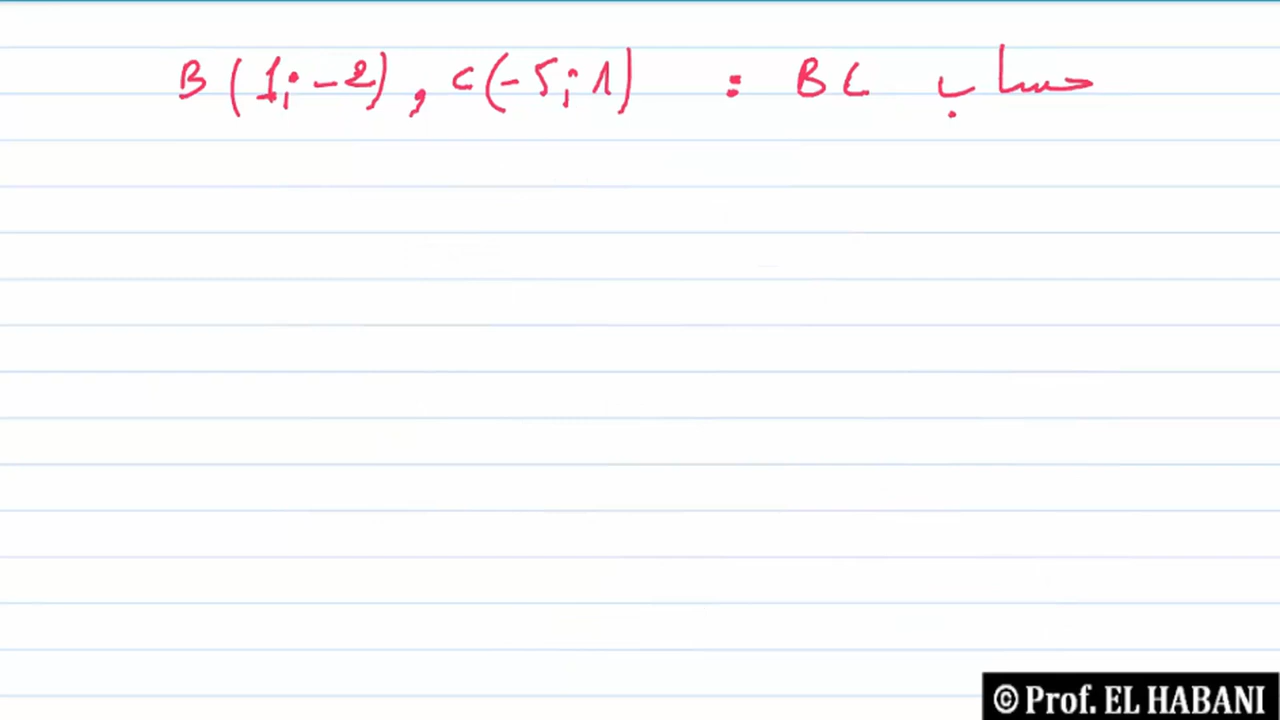 حساب BC : B(1;-2), C(-5;1)
© Prof. EL HABANI